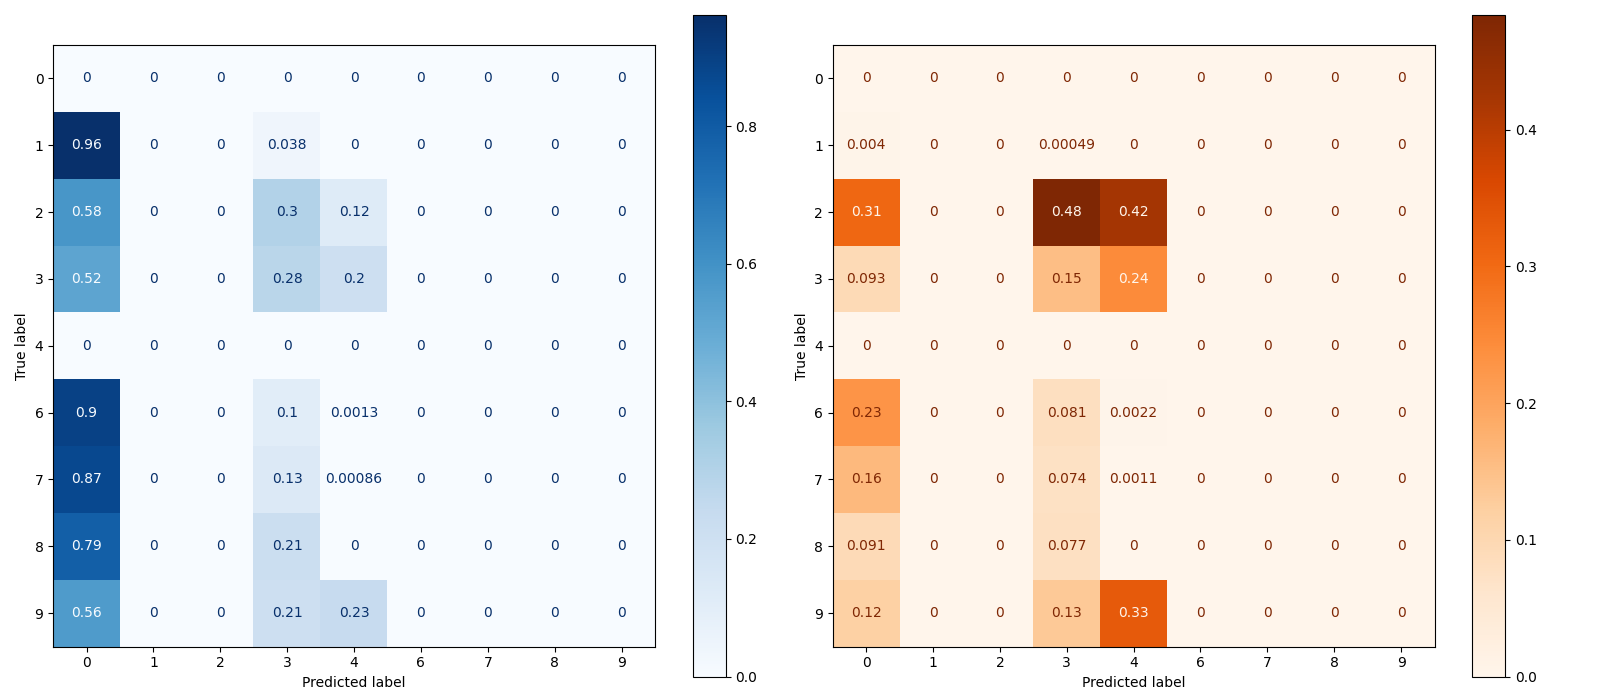 0 0 0 0 0 0 0 0 0 0
1 0.96 0 0 0.038 0 0 0 0 0
2 0.58 0 0 0.3 0.12 0 0 0 0
3 0.52 0 0 0.28 0.2 0 0 0 0
4 0 0 0 0 0 0 0 0 0
6 0.9 0 0 0.1 0.0013 0 0 0 0
7 0.87 0 0 0.13 0.00086 0 0 0 0
8 0.79 0 0 0.21 0 0 0 0 0
9 0.56 0 0 0.21 0.23 0 0 0 0
0 1 2 3 4 6 7 8 9
Predicted label
True label
0.8
0.6
0.4
0.2
0.0
0 0 0 0 0 0 0 0 0 0
1 0.004 0 0 0.00049 0 0 0 0 0
2 0.31 0 0 0.48 0.42 0 0 0 0
3 0.093 0 0 0.15 0.24 0 0 0 0
4 0 0 0 0 0 0 0 0 0
6 0.23 0 0 0.081 0.0022 0 0 0 0
7 0.16 0 0 0.074 0.0011 0 0 0 0
8 0.091 0 0 0.077 0 0 0 0 0
9 0.12 0 0 0.13 0.33 0 0 0 0
0 1 2 3 4 6 7 8 9
Predicted label
True label
0.4
0.3
0.2
0.1
0.0